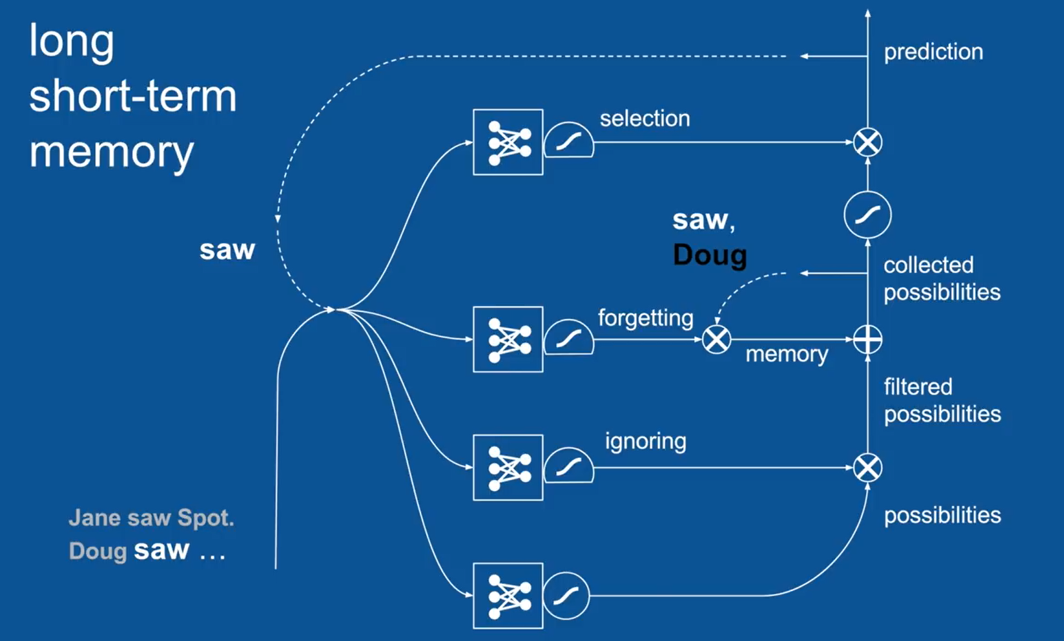 long
short-term
memory
prediction
selection
saw
saw,
Doug
collected
possibilities
forgetting
memory
filtered
possibilities
ignoring
Jane saw Spot.
Doug saw ...
possibilities